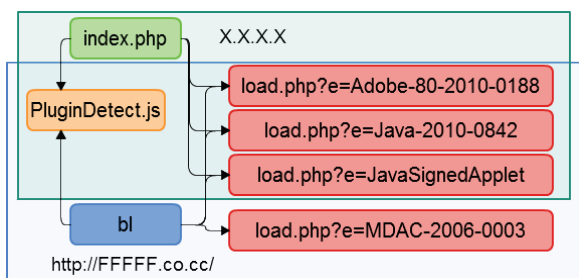 index.php X.X.X.X
load.php?e=Adobe-80-2010-0188
PluginDetect.js
load.php?e=Java-2010-0842
load.php?e=JavaSignedApplet
bl
load.php?e=MDAC-2006-0003
http://FFFFF.co.cc/